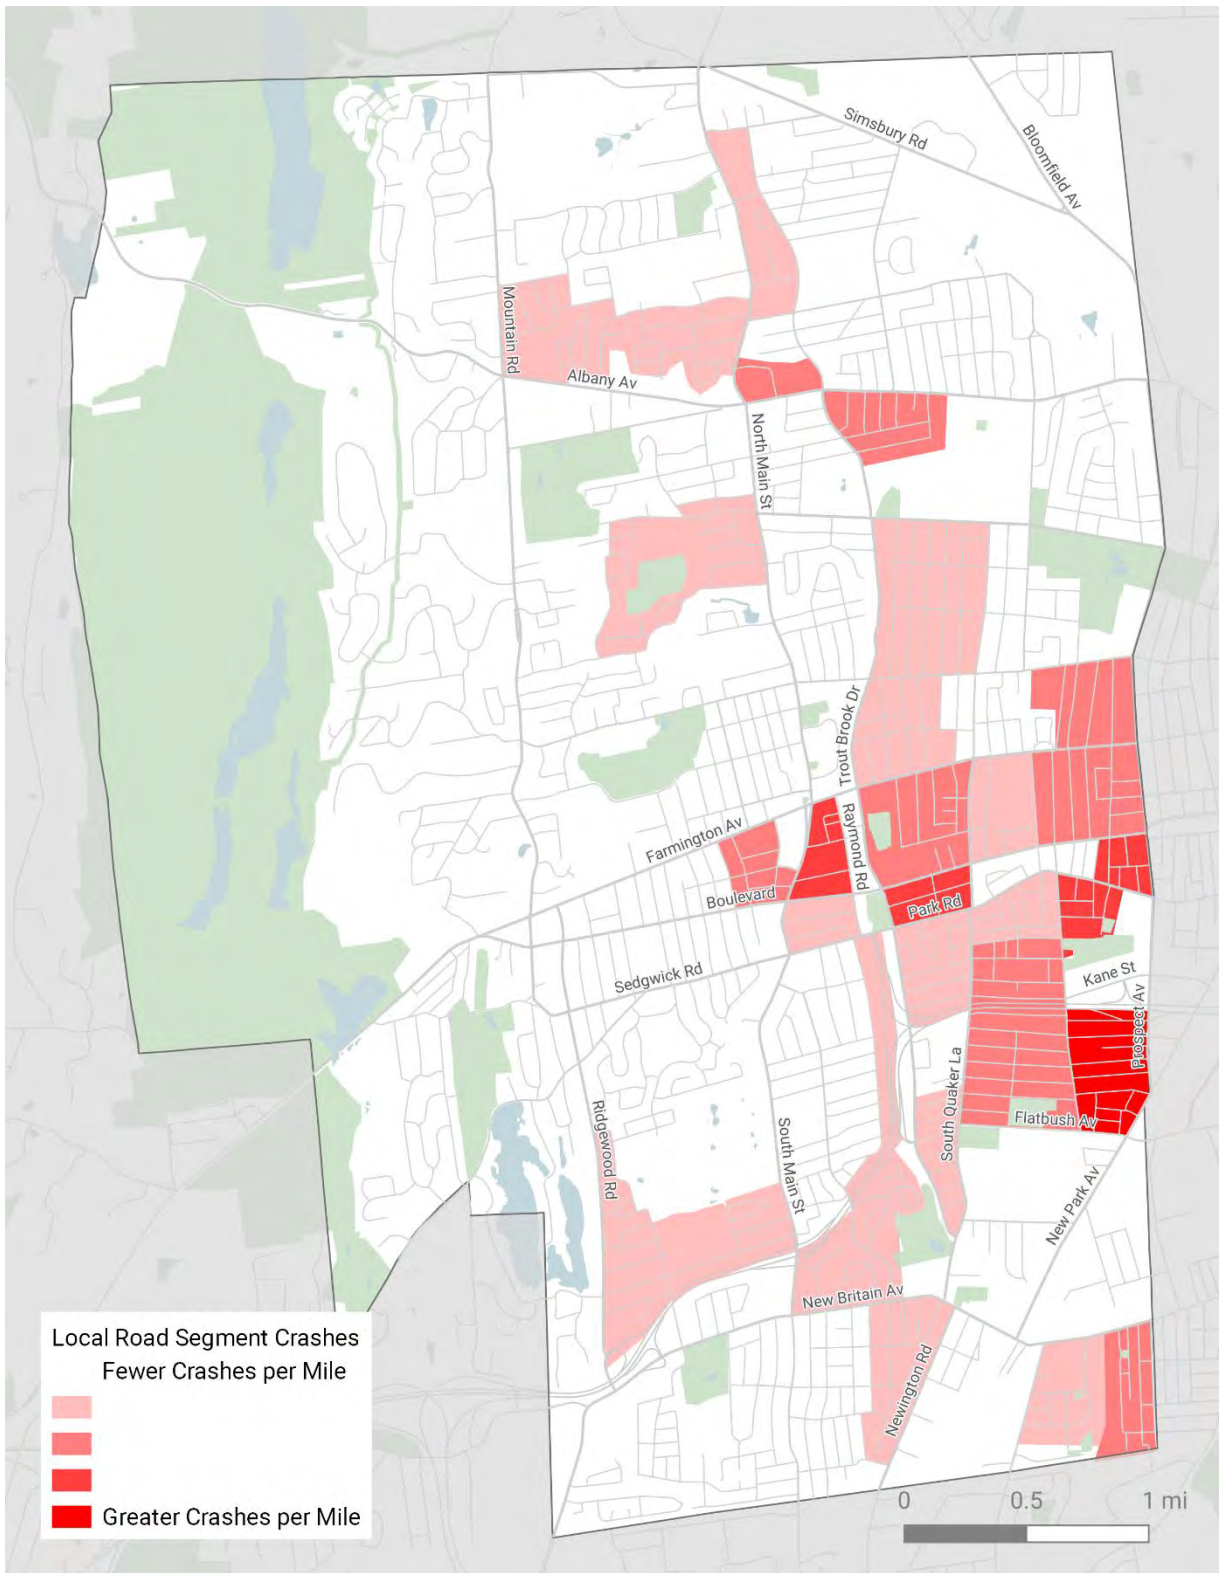 Simsbury Rd
Bloomfield Av
Mountain Rd
Albany Av
North Main St
Trout Brook Dr
Raymond Rd
Farmington Av
Boulevard
Park Rd
Sedgwick Rd
Kane St
Prospect Av
Ridgewood Rd
South Main St
South Quaker La
Flatbush Av
New Park Av
New Britain Av
Newington Rd
Local Road Segment Crashes
Fewer Crashes per Mile
Greater Crashes per Mile
0 0.5 1 mi